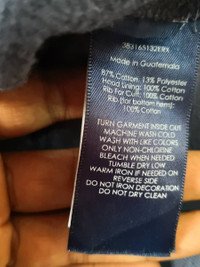 Made in Guatemala
87% Cotton, 13% Polyester
Hood Lining: 100% Cotton
Rib For Cuff: 100% Cotton
Rib (for bottom hem):
100% Cotton
TURN GARMENT INSIDE OUT
MACHINE WASH COLD
WASH WITH LIKE COLORS
ONLY NON-CHLORINE
BLEACH WHEN NEEDED
TUMBLE DRY LOW
WARM IRON IF NEEDED ON
REVERSE SIDE
DO NOT IRON DECORATION
DO NOT DRY CLEAN